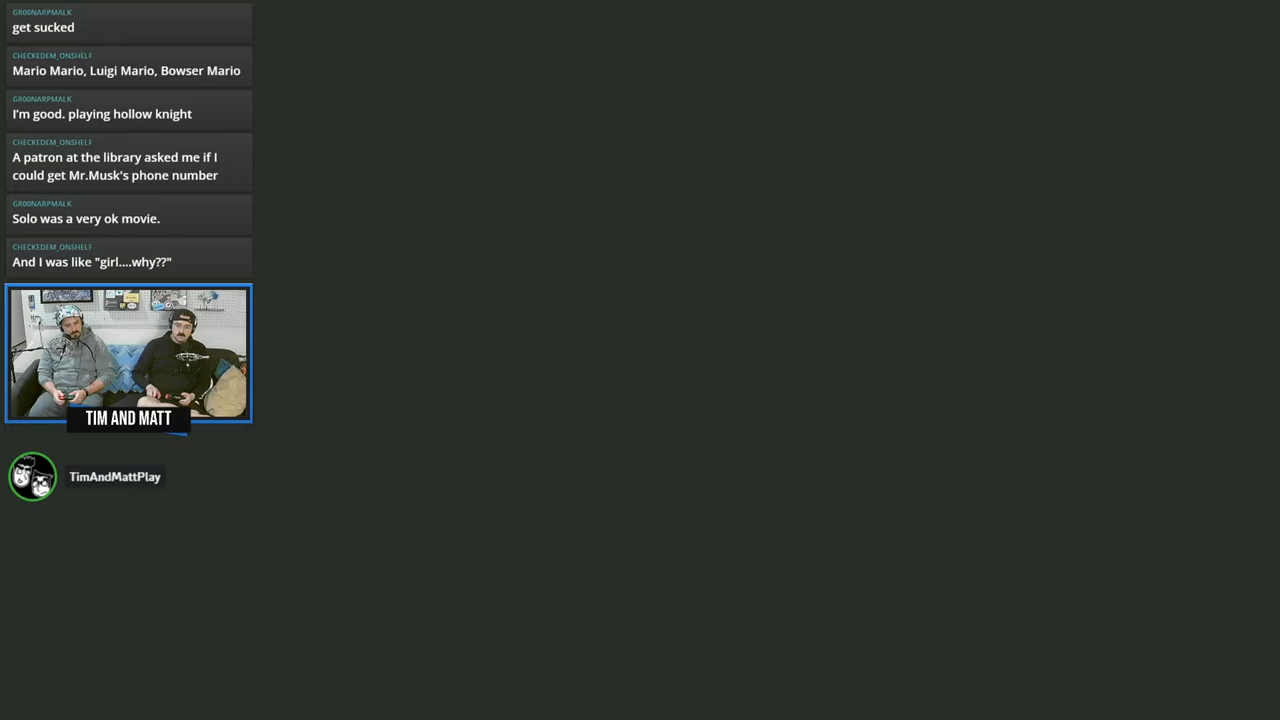 GR00NARPMALK
get sucked
CHECKEDEM_ONSHELF
Mario Mario, Luigi Mario, Bowser Mario
GR00NARPMALK
I'm good. playing hollow knight
CHECKEDEM_ONSHELF
A patron at the library asked me if I
could get Mr.Musk's phone number
GR00NARPMALK
Solo was a very ok movie.
CHECKEDEM_ONSHELF
And I was like "girl....why??"
TIM AND MATT
TimAndMattPlay